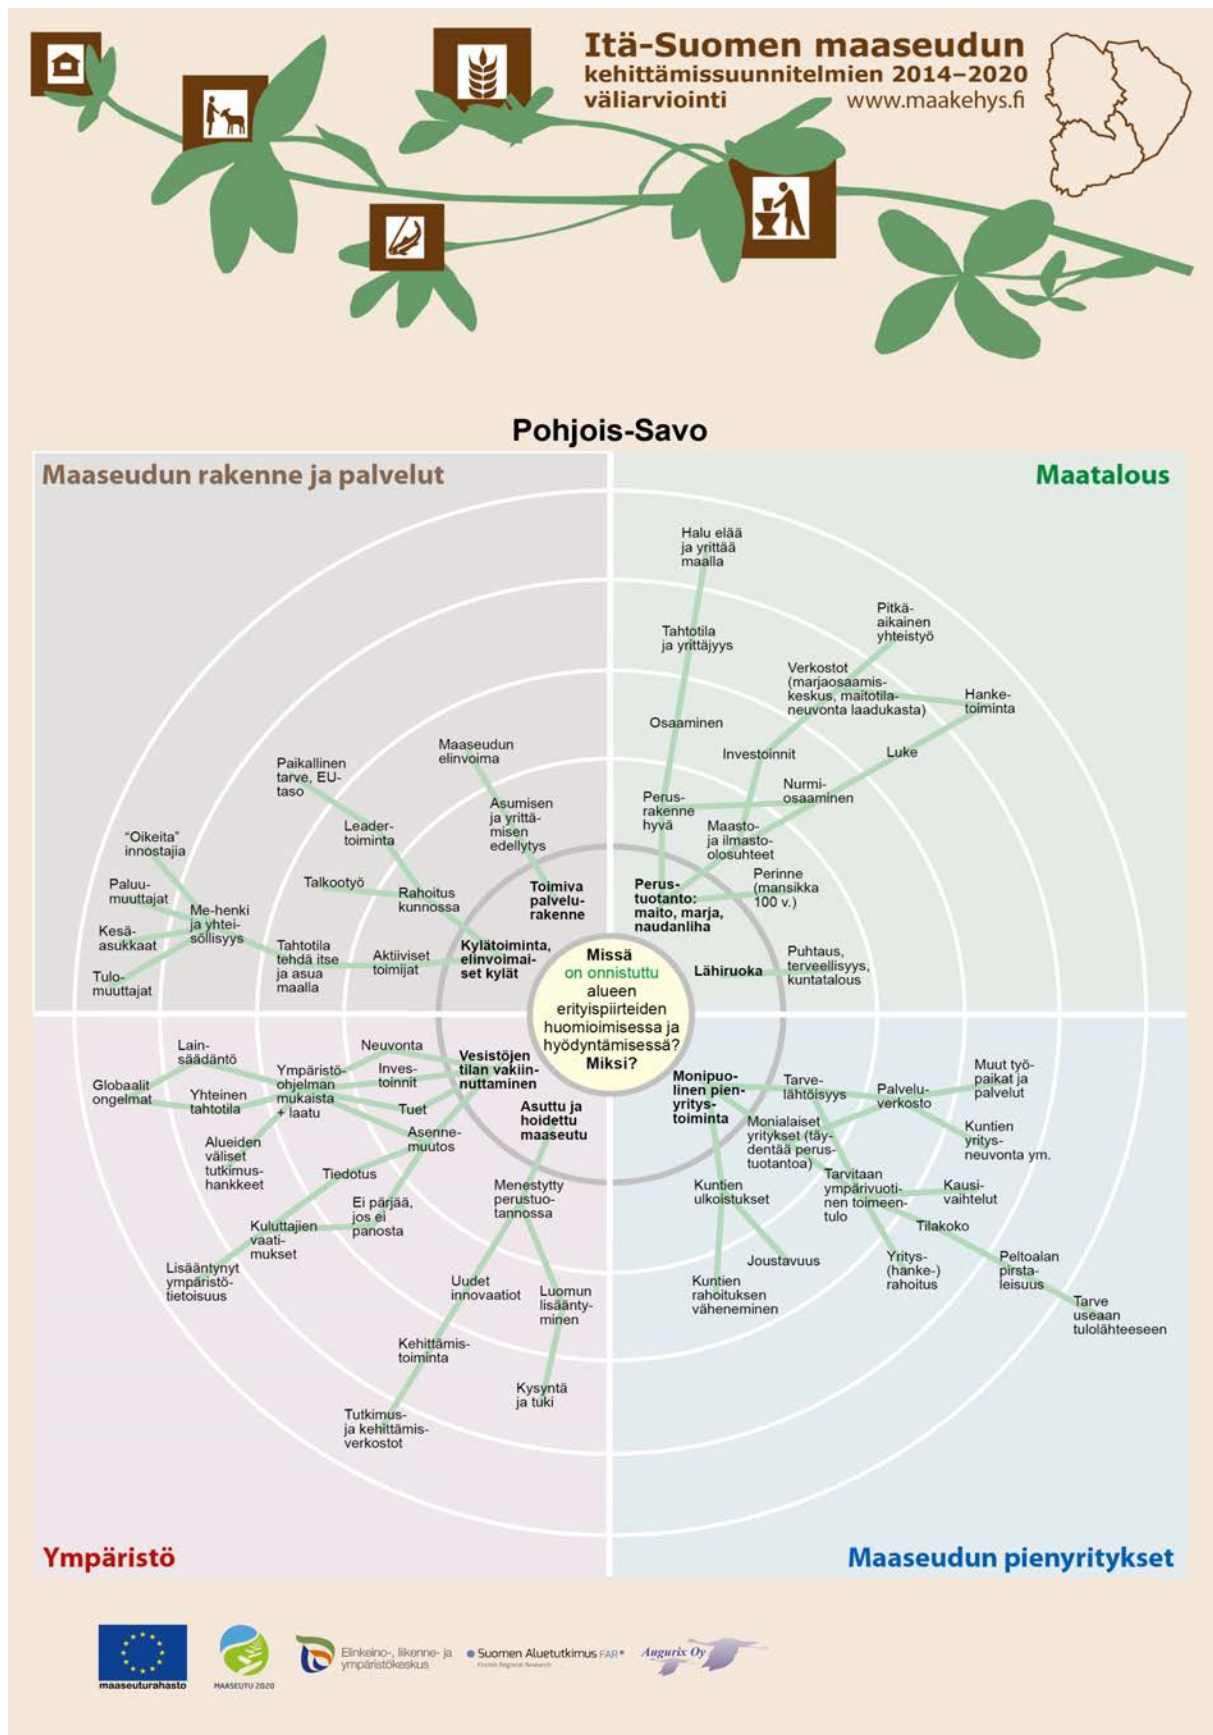 Itä-Suomen maaseudun
kehittämissuunnitelmien 2014–2020
väliarviointi
www.maakehys.fi
Pohjois-Savo
Maaseudun rakenne ja palvelut
Maaseudun
elinvoima
Paikallinen
tarve, EU-
taso
Asumisen
ja yrittä-
misen
edellytys
Leader-
toiminta
"Oikeita"
innostajia
Talkootyö
Rahoitus
kunnossa
Toimiva
palvelu-
rakenne
Paluu-
muuttajat
Me-henki
ja yhtei-
söllisyys
Kesä-
asukkaat
Tulo-
muuttajat
Tahtotila
tehdä itse
ja asua
maalla
Aktiiviset
toimijat
Kylätoiminta,
elinvoimai-
set kylät
Maatalous
Halu elää
ja yrittää
maalla
Pitkä-
aikainen
yhteistyö
Tahtotila
ja yrittäjyys
Verkostot
(marjaosaamis-
keskus, maitotila-
neuvonta laadukasta)
Hanke-
toiminta
Osaaminen
Investoinnit
Luke
Nurmi-
osaaminen
Perus-
rakenne
hyvä
Maasto-
ja ilmasto-
olosuhteet
Perinne
(mansikka
100 v.)
Perus-
tuotanto:
maito, marja,
naudanliha
Lähiruoka
Puhtaus,
terveellisyys,
kuntatalous
Missä
on onnistuttu
alueen
erityispiirteiden
huomioimisessa ja
hyödyntämisessä?
Miksi?
Lain-
säädäntö
Neuvonta
Vesistöjen
tilan vakiin-
nuttaminen
Globaalit
ongelmat
Ympäristö-
ohjelman
mukaista
+ laatu
Inves-
toinnit
Yhteinen
tahtotila
Tuet
Asuttu ja
hoidettu
maaseutu
Alueiden
väliset
tutkimus-
hankkeet
Asenne-
muutos
Tiedotus
Menestytty
perustuo-
tannossa
Ei pärjää,
jos ei
panosta
Kuluttajien
vaati-
mukset
Lisääntynyt
ympäristö-
tietoisuus
Uudet
innovaatiot
Luomun
lisäänty-
minen
Kehittämis-
toiminta
Kysyntä
ja tuki
Tutkimus-
ja kehittämis-
verkostot
Ympäristö
Monipuo-
linen pien-
yritys-
toiminta
Tarve-
lähtöisyys
Palvelu-
verkosto
Muut työ-
paikat ja
palvelut
Monialaiset
yritykset (täy-
dentää perus-
tuotantoa)
Kuntien
yritys-
neuvonta ym.
Kuntien
ulkoistukset
Tarvitaan
ympärivuoti-
nen toimeen-
tulo
Kausi-
vaihtelut
Tilakoko
Joustavuus
Yritys-
(hanke-)
rahoitus
Peltoalan
pirsta-
leisuus
Kuntien
rahoituksen
väheneminen
Tarve
useaan
tulolähteeseen
Maaseudun pienyritykset
maaseuturahasto
MAASEUTU 2020
Elinkeino-, liikenne- ja
ympäristökeskus
Suomen Aluetutkimus FAR
Finnish Regional Research
Augurix Oy